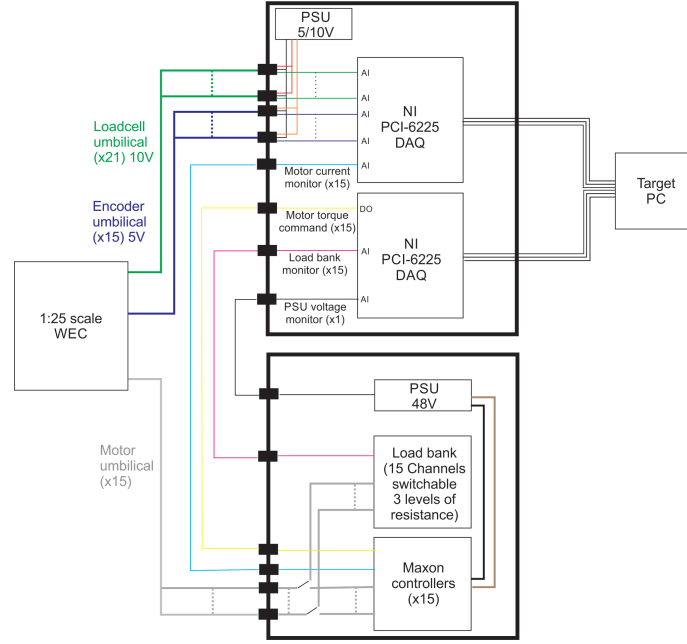 PSU
5/10V
AI
AI
AI
AI
AI
NI
PCI-6225
DAQ
Loadcell
umbilical
(x21) 10V
Motor current
monitor (x15)
Target
PC
Encoder
umbilical
(x15) 5V
DO
Motor torque
command (x15)
AI
Load bank
monitor (x15)
NI
PCI-6225
DAQ
AI
PSU voltage
monitor (x1)
1:25 scale
WEC
PSU
48V
Motor
umbilical
(x15)
Load bank
(15 Channels
switchable
3 levels of
resistance)
Maxon
controllers
(x15)